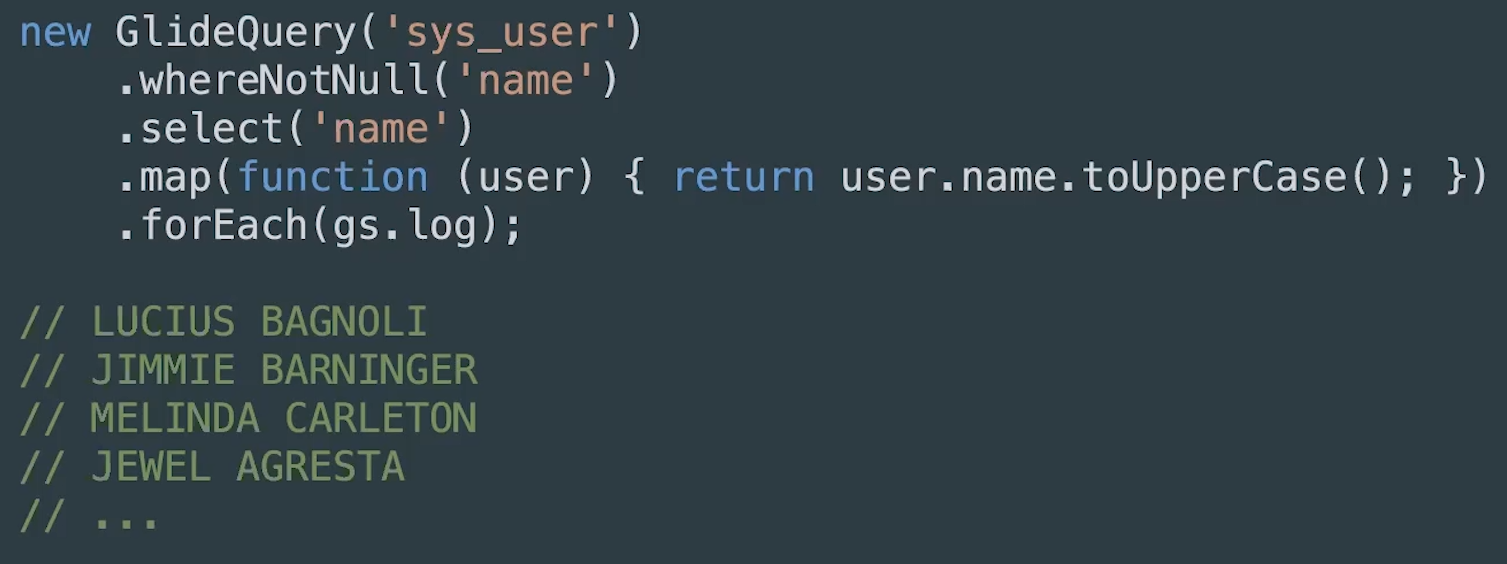 new GlideQuery('sys_user')
    .whereNotNull('name')
    .select('name')
    .map(function (user) { return user.name.toUpperCase(); })
    .forEach(gs.log);

// LUCIUS BAGNOLI
// JIMMIE BARNINGER
// MELINDA CARLETON
// JEWEL AGRESTA
// ...